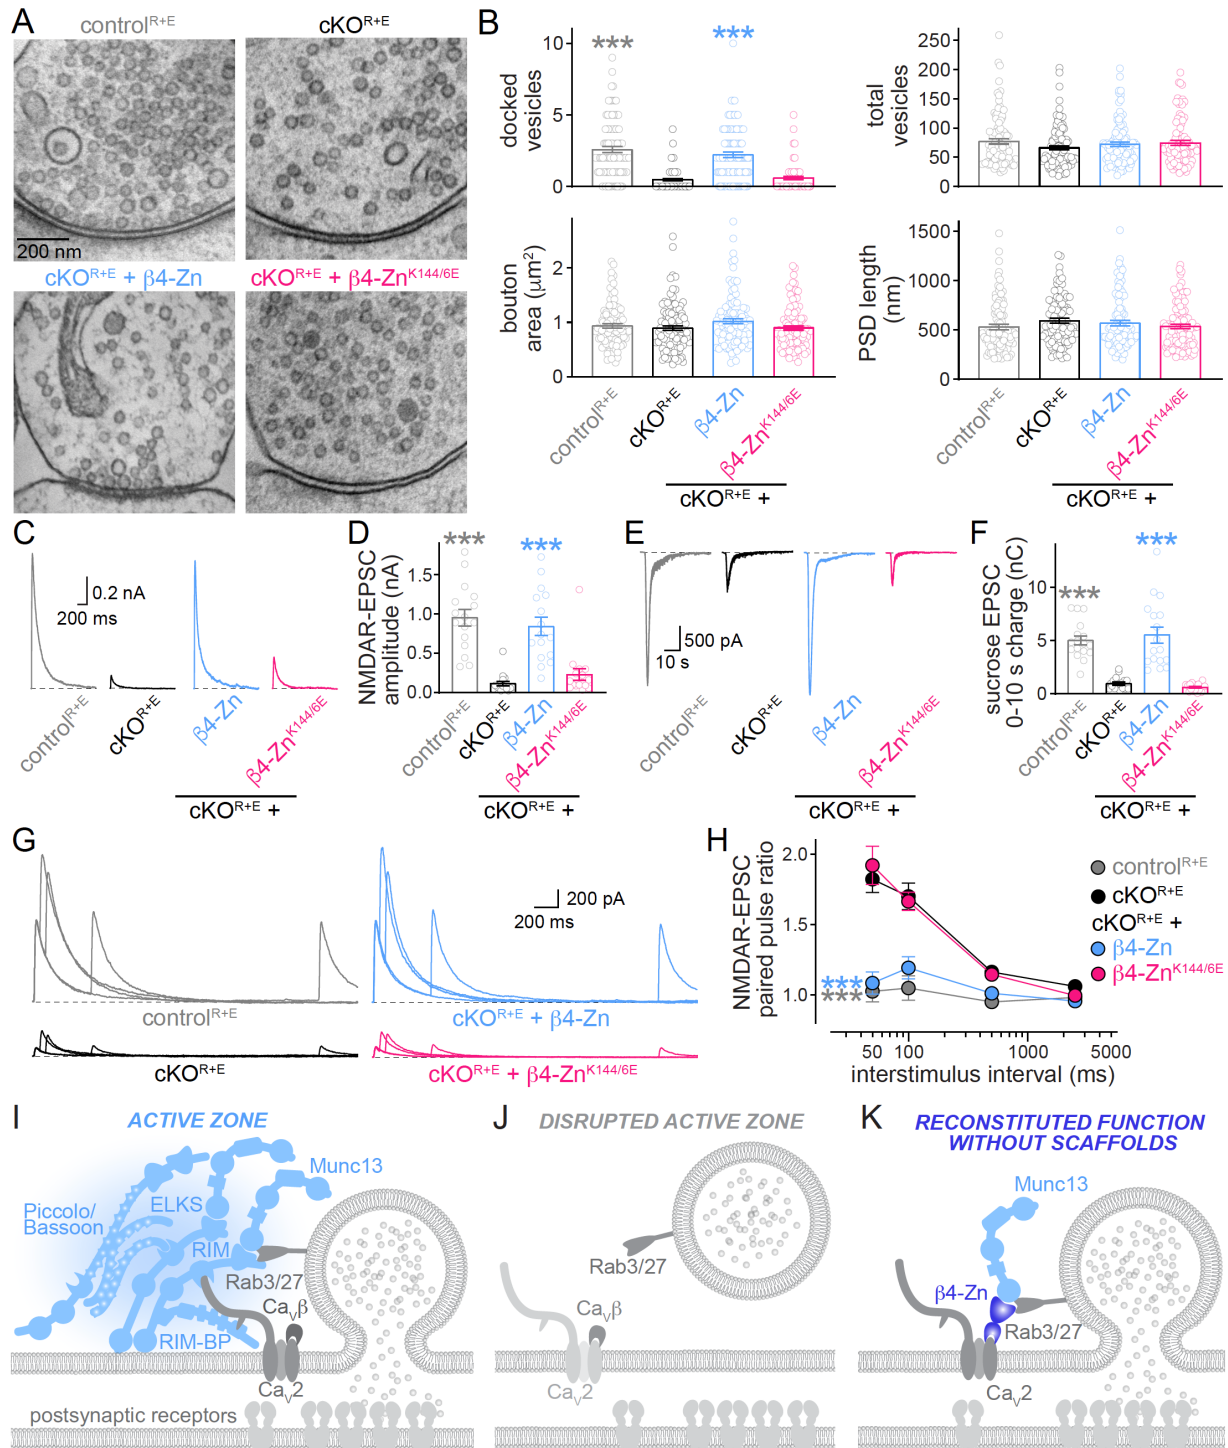 A
control^R+E
cKO^R+E
200 nm
cKO^R+E + β4-Zn
cKO^R+E + β4-Zn^K144/6E
B
***
***
docked
vesicles
10
5
0
total
vesicles
250
200
150
100
50
0
bouton
area (μm²)
2
1
0
PSD length
(nm)
1500
1000
500
0
control^R+E
cKO^R+E
β4-Zn
β4-Zn^K144/6E
cKO^R+E +
control^R+E
cKO^R+E
β4-Zn
β4-Zn^K144/6E
cKO^R+E +
C
0.2 nA
200 ms
control^R+E
cKO^R+E
β4-Zn
β4-Zn^K144/6E
cKO^R+E +
D
NMDAR-EPSC
amplitude (nA)
***
***
1.5
1.0
0.5
0.0
control^R+E
cKO^R+E
β4-Zn
β4-Zn^K144/6E
cKO^R+E +
E
500 pA
10 s
control^R+E
cKO^R+E
β4-Zn
β4-Zn^K144/6E
cKO^R+E +
F
sucrose EPSC
0-10 s charge (nC)
***
***
10
5
0
control^R+E
cKO^R+E
β4-Zn
β4-Zn^K144/6E
cKO^R+E +
G
200 pA
200 ms
control^R+E
cKO^R+E + β4-Zn
cKO^R+E
cKO^R+E + β4-Zn^K144/6E
H
NMDAR-EPSC
paired pulse ratio
2.0
1.5
1.0
***
***
50 100 1000 5000
interstimulus interval (ms)
control^R+E
cKO^R+E
cKO^R+E +
β4-Zn
β4-Zn^K144/6E
I
ACTIVE ZONE
Munc13
Piccolo/
Bassoon
ELKS
RIM
Rab3/27
Ca_Vβ
RIM-BP
Ca_V2
postsynaptic receptors
J
DISRUPTED ACTIVE ZONE
Rab3/27
Ca_Vβ
Ca_V2
K
RECONSTITUTED FUNCTION
WITHOUT SCAFFOLDS
Munc13
β4-Zn
Rab3/27
Ca_V2